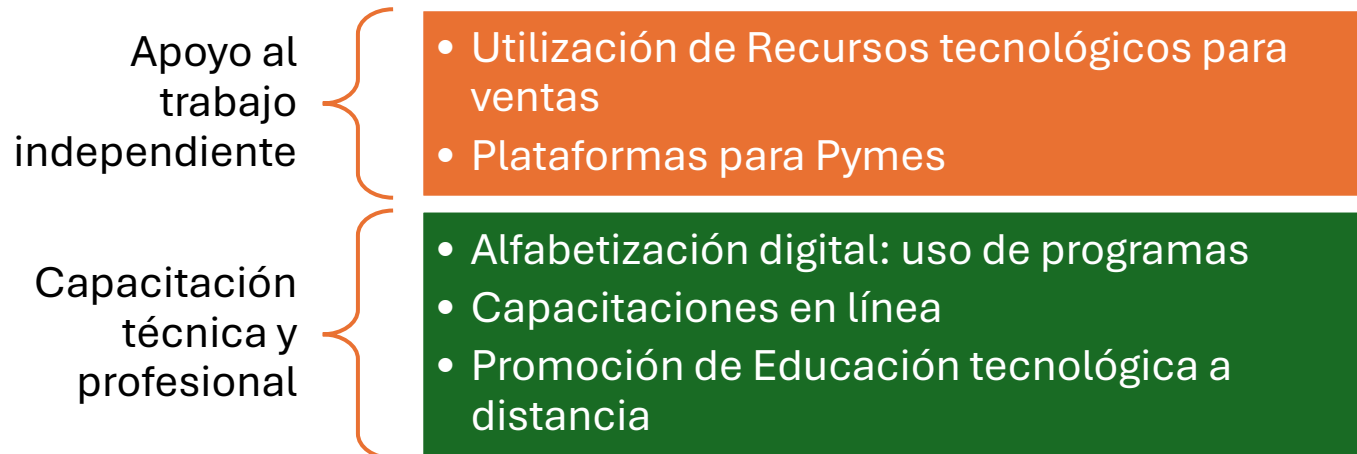 Apoyo al
trabajo
independiente
• Utilización de Recursos tecnológicos para
ventas
• Plataformas para Pymes
Capacitación
técnica y
profesional
• Alfabetización digital: uso de programas
• Capacitaciones en línea
• Promoción de Educación tecnológica a
distancia